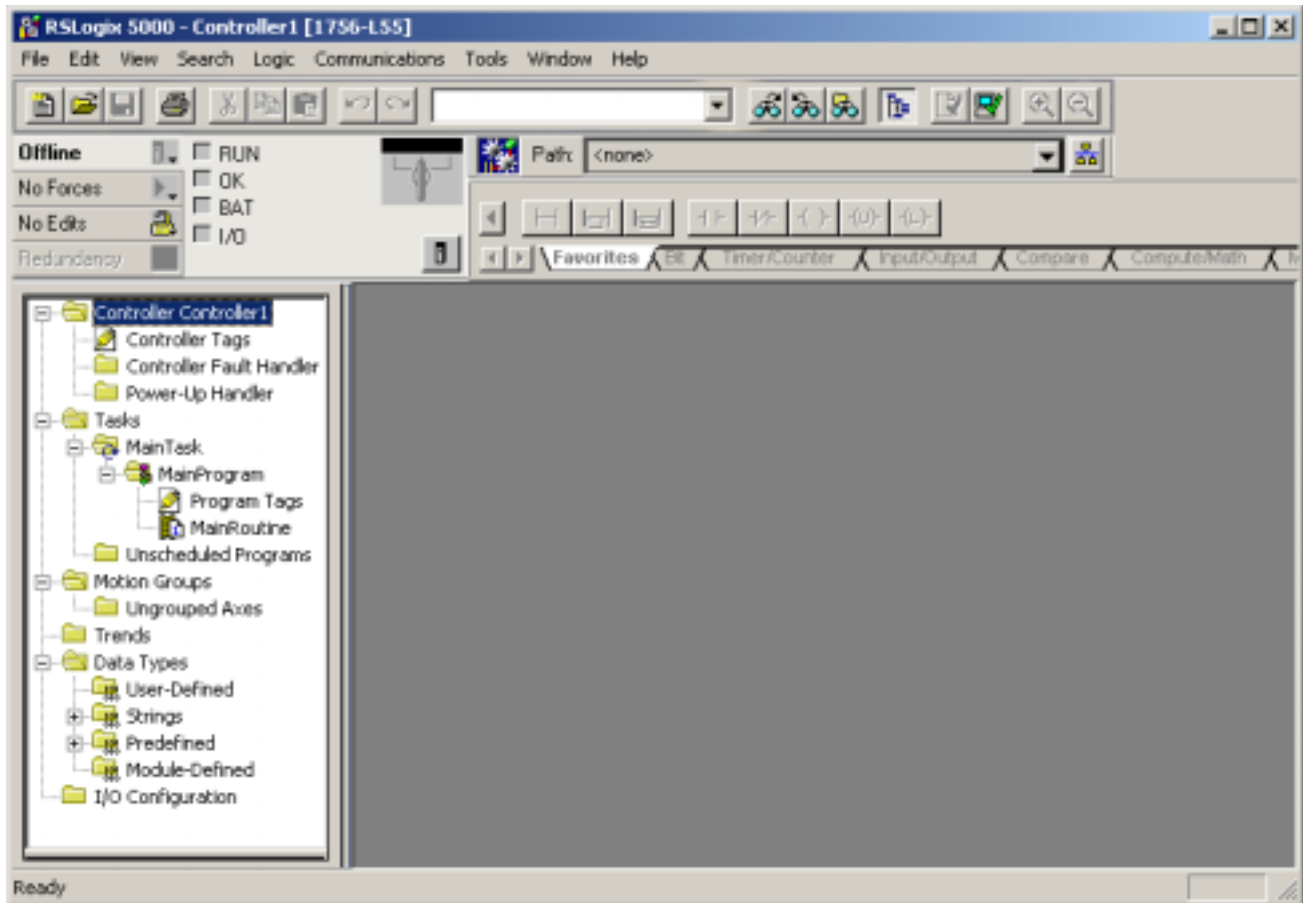 RSLogix 5000 - Controller1 [1756-L55]
File Edit View Search Logic Communications Tools Window Help
Offline
RUN
Path: <none>
No Forces
OK
BAT
No Edits
I/O
Redundancy
Favorites Bit Timer/Counter Input/Output Compare Compute/Math
Controller Controller1
Controller Tags
Controller Fault Handler
Power-Up Handler
Tasks
MainTask
MainProgram
Program Tags
MainRoutine
Unscheduled Programs
Motion Groups
Ungrouped Axes
Trends
Data Types
User-Defined
Strings
Predefined
Module-Defined
I/O Configuration
Ready